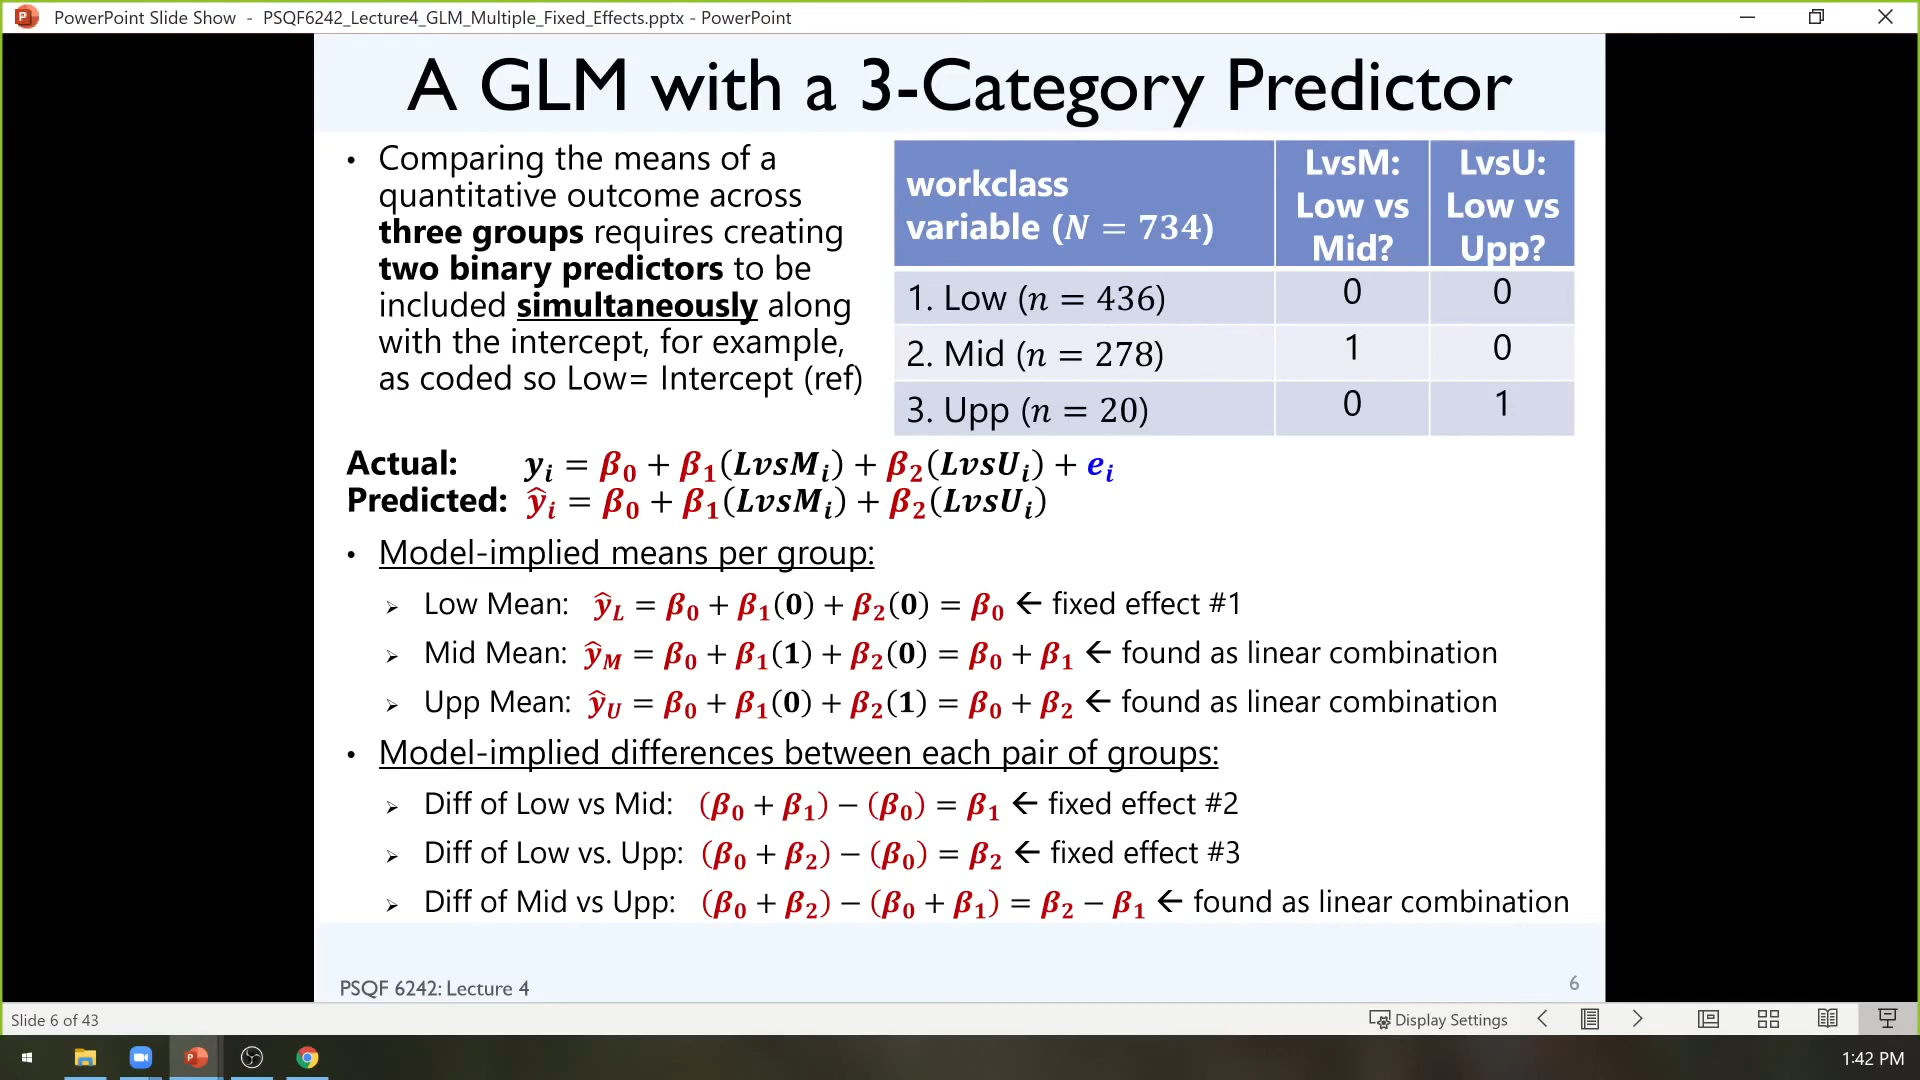 PowerPoint Slide Show - PSQF6242_Lecture4_GLM_Multiple_Fixed_Effects.pptx - PowerPoint
A GLM with a 3-Category Predictor
• Comparing the means of a
quantitative outcome across
three groups requires creating
two binary predictors to be
included simultaneously along
with the intercept, for example,
as coded so Low= Intercept (ref)
workclass
variable (N = 734)
LvsM:
Low vs
Mid?
LvsU:
Low vs
Upp?
1. Low (n = 436) 0 0
2. Mid (n = 278) 1 0
3. Upp (n = 20) 0 1
Actual: yᵢ = β₀ + β₁(LvsMᵢ) + β₂(LvsUᵢ) + eᵢ
Predicted: ŷᵢ = β₀ + β₁(LvsMᵢ) + β₂(LvsUᵢ)
• Model-implied means per group:
➢ Low Mean: ŷ_L = β₀ + β₁(0) + β₂(0) = β₀ ← fixed effect #1
➢ Mid Mean: ŷ_M = β₀ + β₁(1) + β₂(0) = β₀ + β₁ ← found as linear combination
➢ Upp Mean: ŷ_U = β₀ + β₁(0) + β₂(1) = β₀ + β₂ ← found as linear combination
• Model-implied differences between each pair of groups:
➢ Diff of Low vs Mid: (β₀ + β₁) − (β₀) = β₁ ← fixed effect #2
➢ Diff of Low vs. Upp: (β₀ + β₂) − (β₀) = β₂ ← fixed effect #3
➢ Diff of Mid vs Upp: (β₀ + β₂) − (β₀ + β₁) = β₂ − β₁ ← found as linear combination
PSQF 6242: Lecture 4
6
Slide 6 of 43
Display Settings
1:42 PM